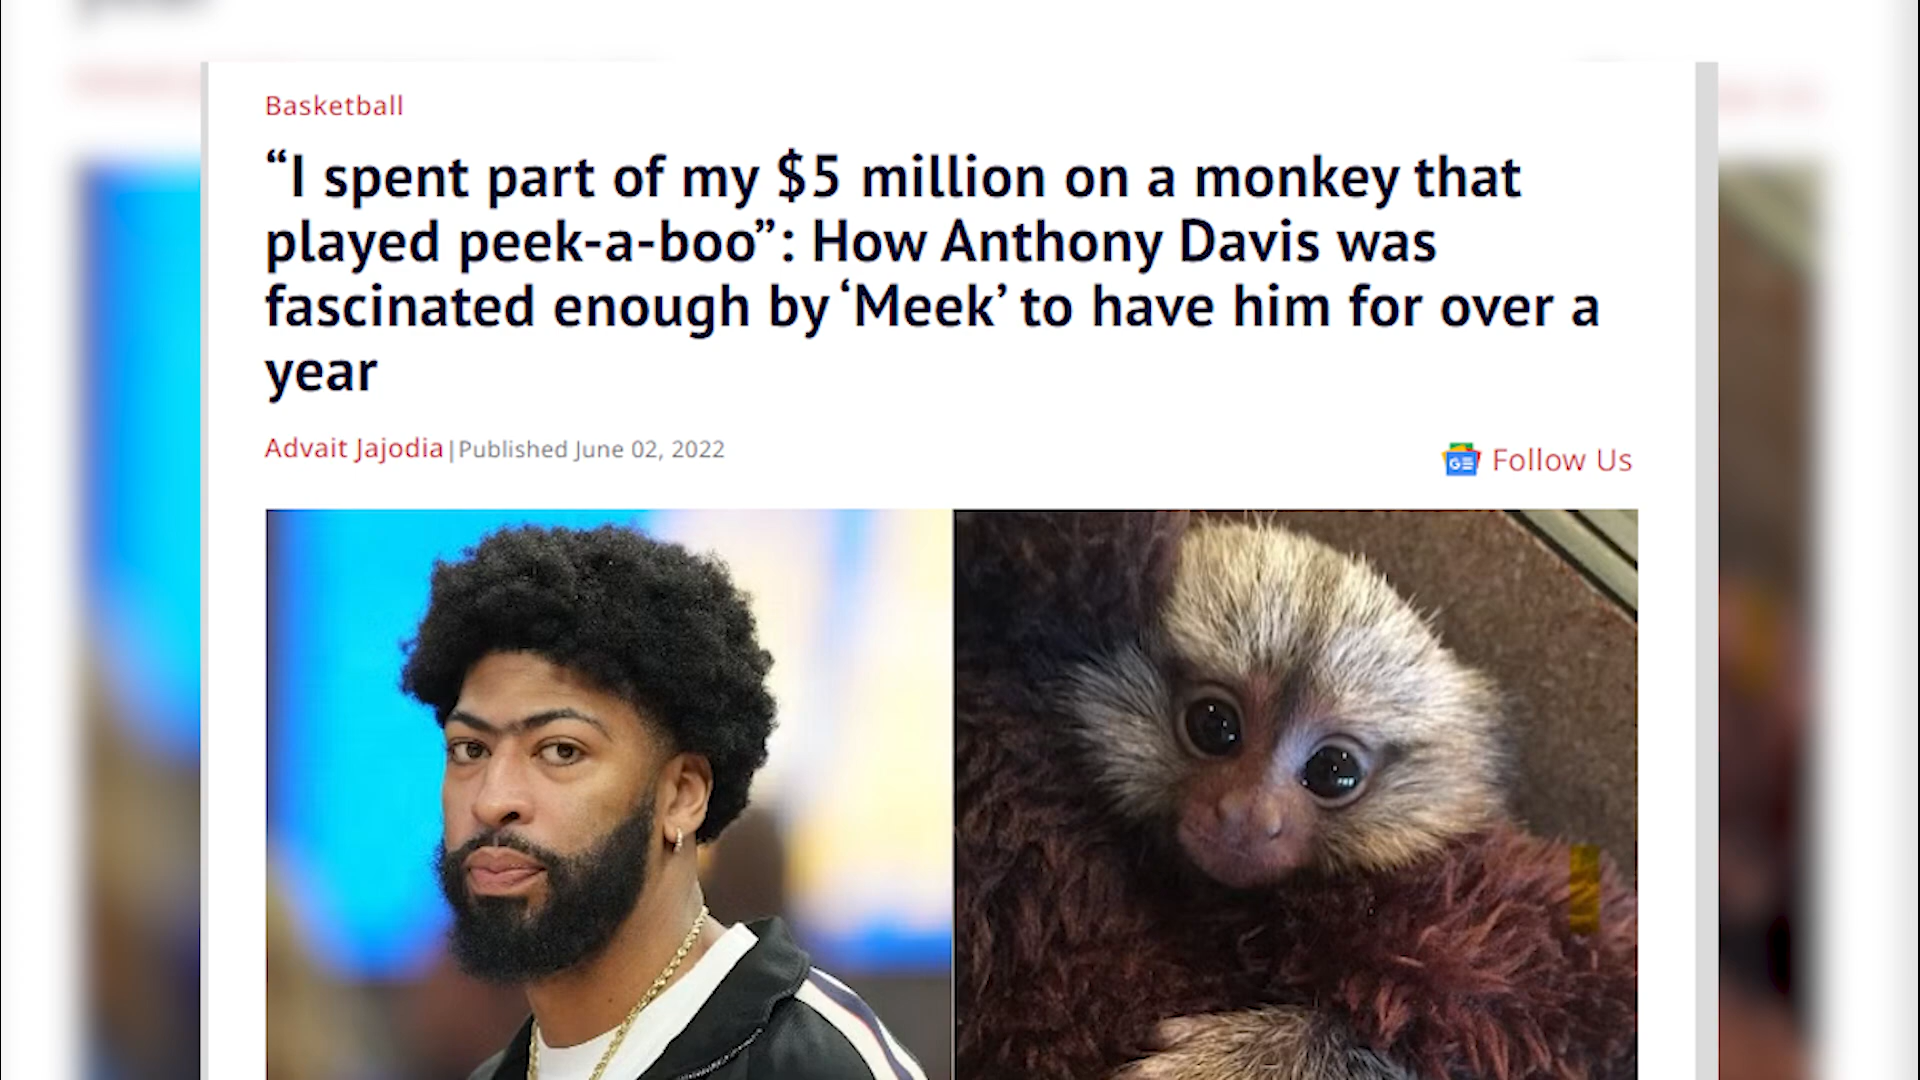 Basketball
“I spent part of my $5 million on a monkey that
played peek-a-boo”: How Anthony Davis was
fascinated enough by ‘Meek’ to have him for over a
year
Advait Jajodia|Published June 02, 2022
GE Follow Us